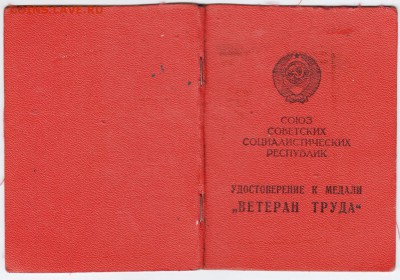 СОЮЗ
СОВЕТСКИХ
СОЦИАЛИСТИЧЕСКИХ
РЕСПУБЛИК
УДОСТОВЕРЕНИЕ К МЕДАЛИ
„ВЕТЕРАН ТРУДА“